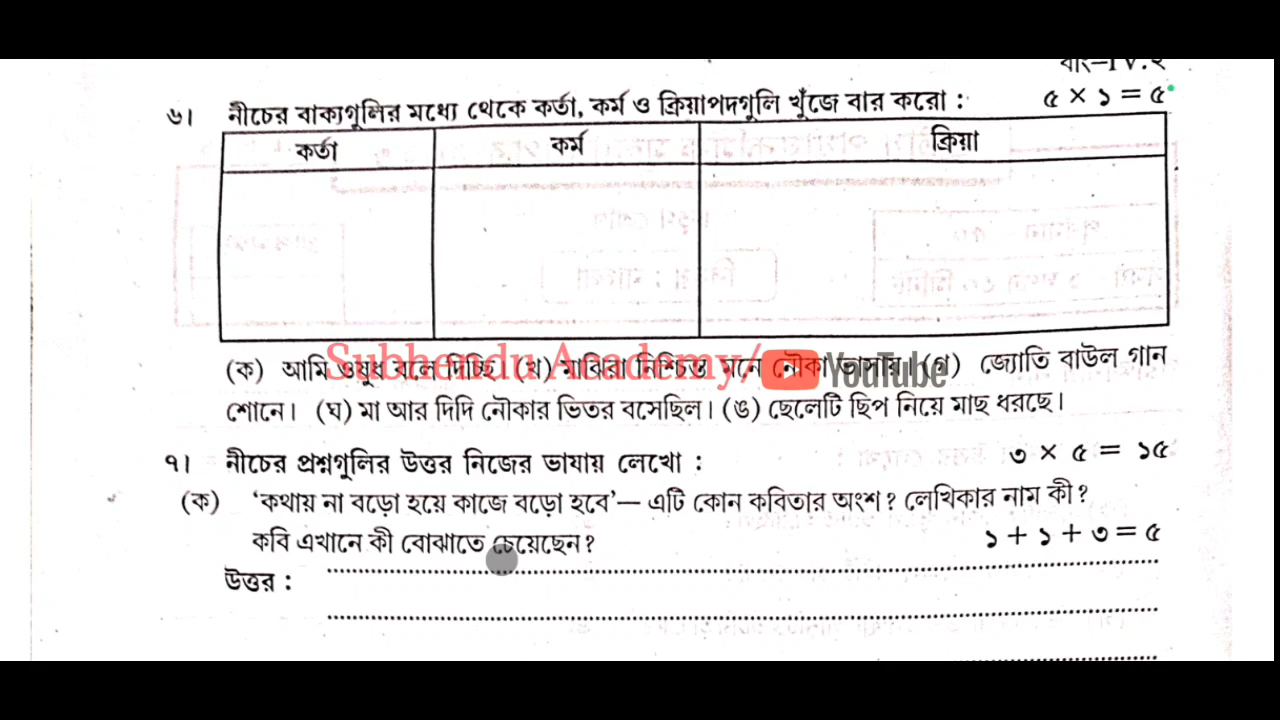 বাং–IV.২
৬। নীচের বাক্যগুলির মধ্যে থেকে কর্তা, কর্ম ও ক্রিয়াপদগুলি খুঁজে বার করো : ৫ × ১ = ৫
কর্তা কর্ম ক্রিয়া
(ক) আমি ওষুধ বলে দিচ্ছি। (খ) মাঝিরা নিশ্চিন্ত মনে নৌকা ভাসায়। (গ) জ্যোতি বাউল গান
Subhendu Academy/ YouTube
শোনে। (ঘ) মা আর দিদি নৌকার ভিতর বসেছিল। (ঙ) ছেলেটি ছিপ নিয়ে মাছ ধরছে।
৭। নীচের প্রশ্নগুলির উত্তর নিজের ভাষায় লেখো : ৩ × ৫ = ১৫
(ক) ‘কথায় না বড়ো হয়ে কাজে বড়ো হবে’— এটি কোন কবিতার অংশ? লেখিকার নাম কী?
কবি এখানে কী বোঝাতে চেয়েছেন? ১ + ১ + ৩ = ৫
উত্তর :